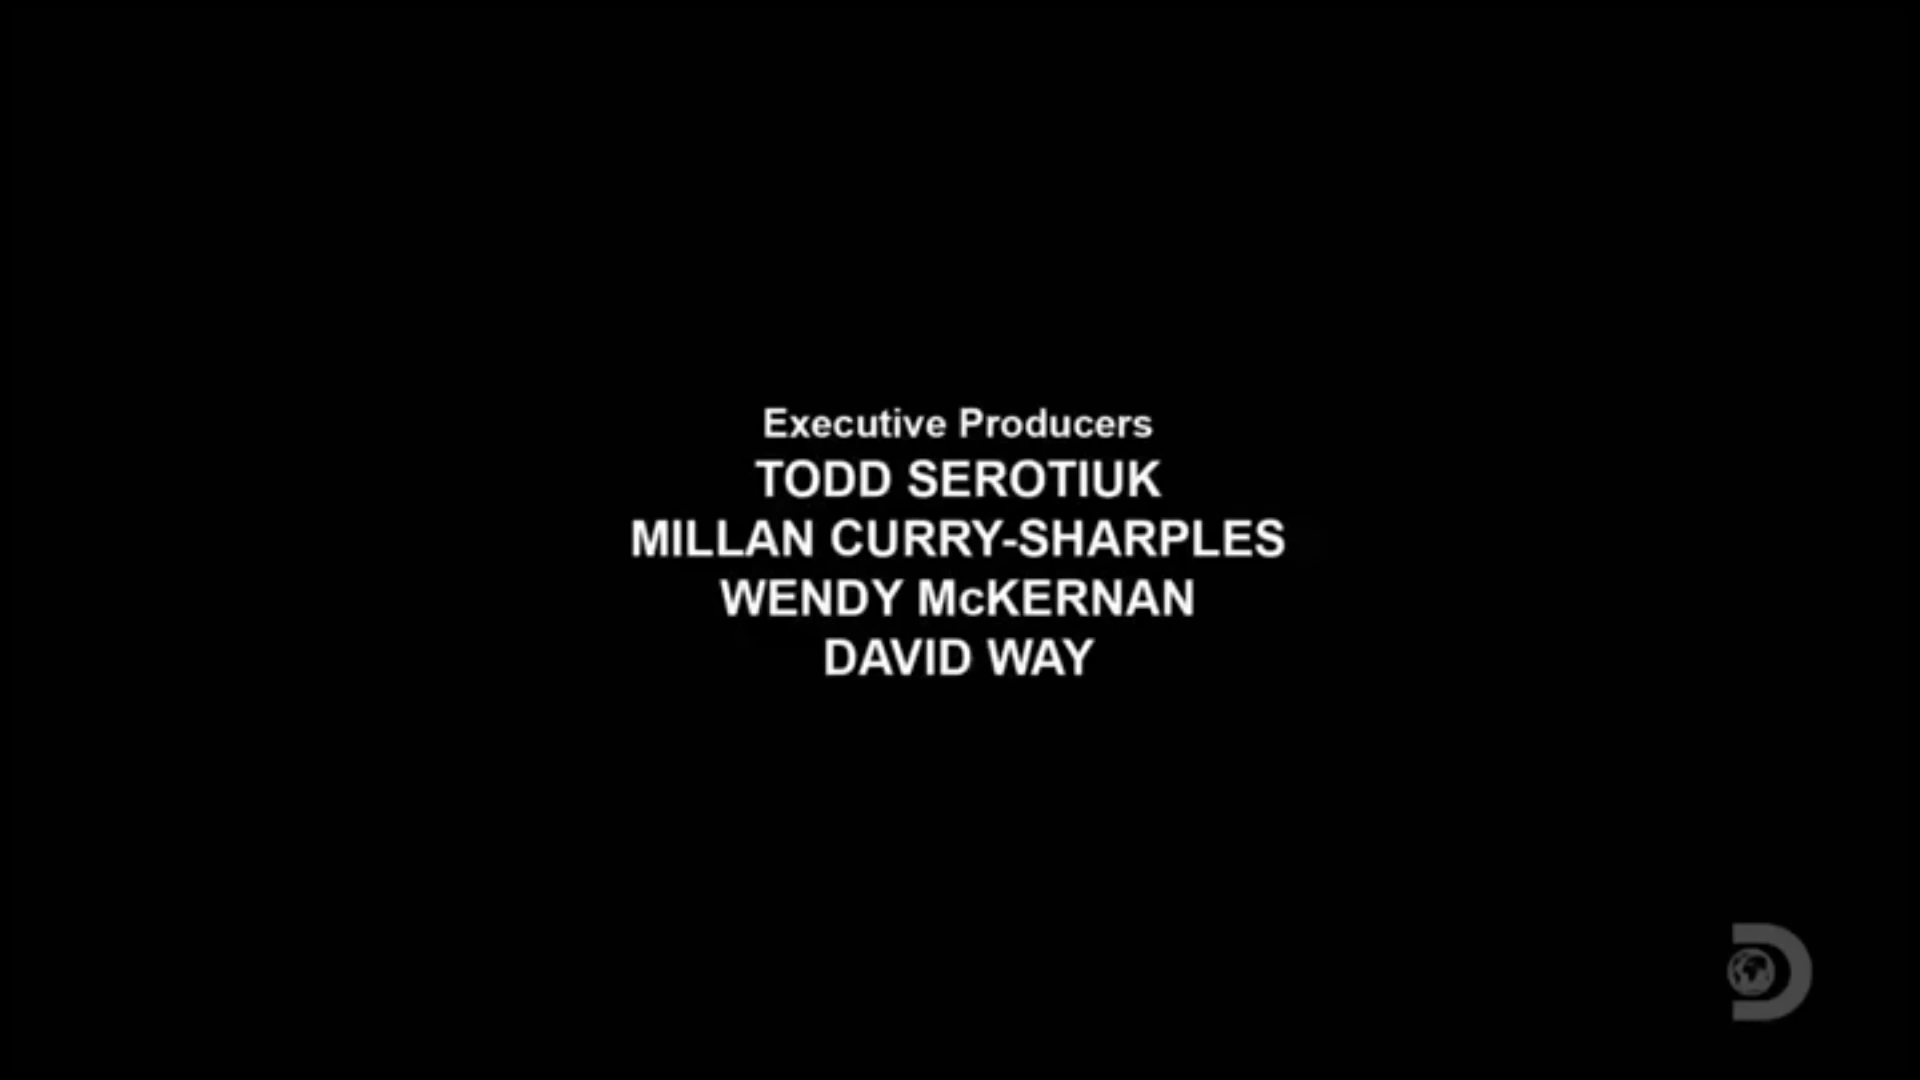 Executive Producers
TODD SEROTIUK
MILLAN CURRY-SHARPLES
WENDY McKERNAN
DAVID WAY